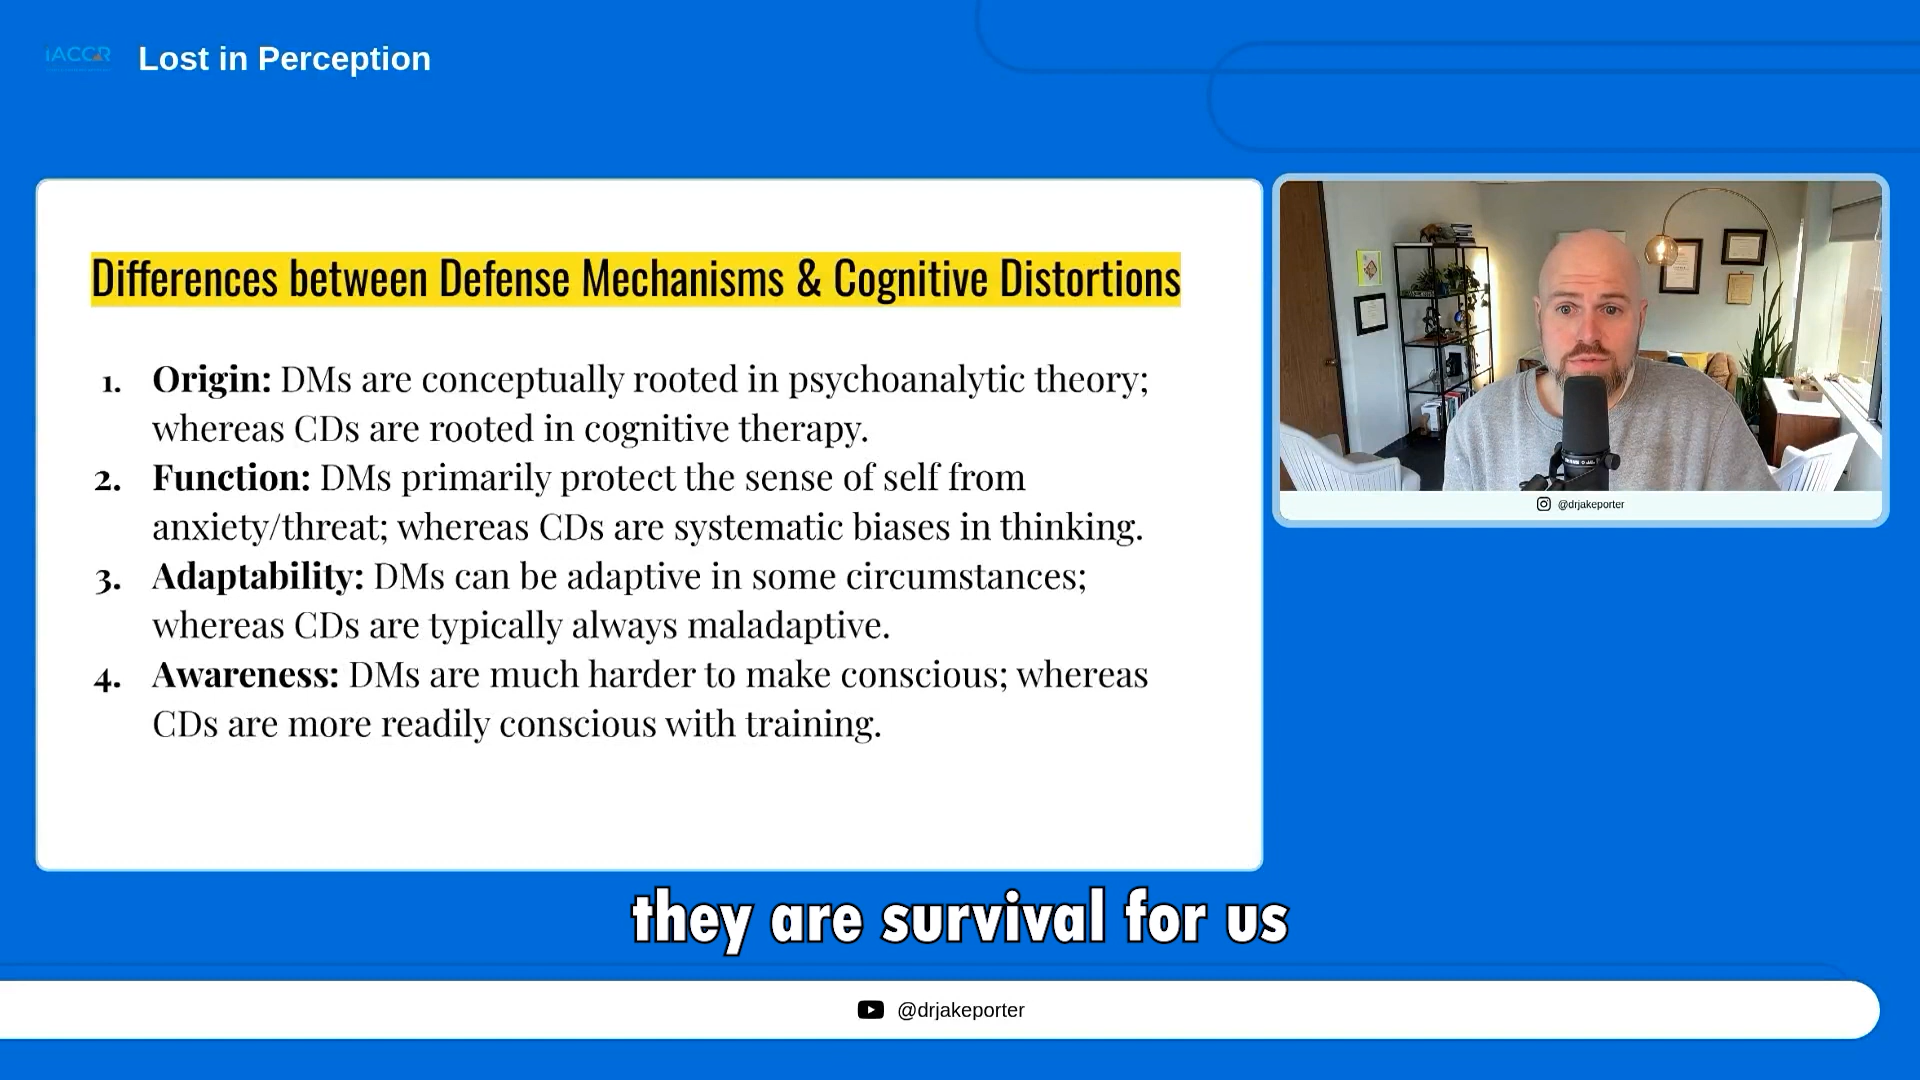 IACCR
Lost in Perception
Differences between Defense Mechanisms & Cognitive Distortions
1. Origin: DMs are conceptually rooted in psychoanalytic theory;
whereas CDs are rooted in cognitive therapy.
2. Function: DMs primarily protect the sense of self from
anxiety/threat; whereas CDs are systematic biases in thinking.
3. Adaptability: DMs can be adaptive in some circumstances;
whereas CDs are typically always maladaptive.
4. Awareness: DMs are much harder to make conscious; whereas
CDs are more readily conscious with training.
@drjakeporter
they are survival for us
@drjakeporter